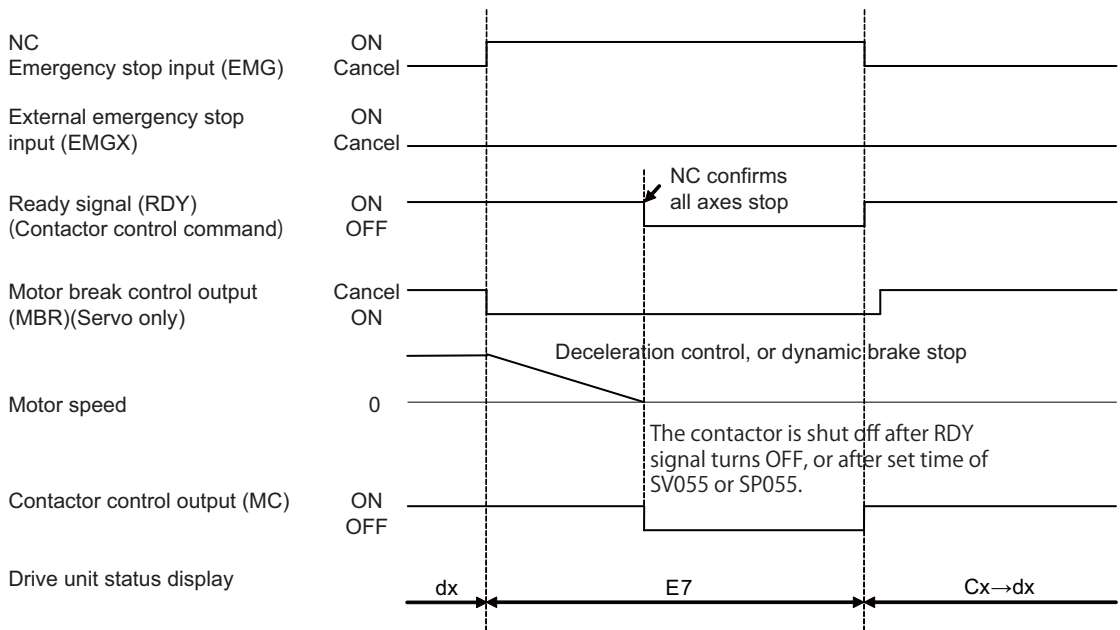 NC
Emergency stop input (EMG)
ON
Cancel
External emergency stop
input (EMGX)
ON
Cancel
Ready signal (RDY)
(Contactor control command)
ON
OFF
NC confirms
all axes stop
Motor break control output
(MBR)(Servo only)
Cancel
ON
Deceleration control, or dynamic brake stop
Motor speed
0
The contactor is shut off after RDY
signal turns OFF, or after set time of
SV055 or SP055.
Contactor control output (MC)
ON
OFF
Drive unit status display
dx
E7
Cx→dx